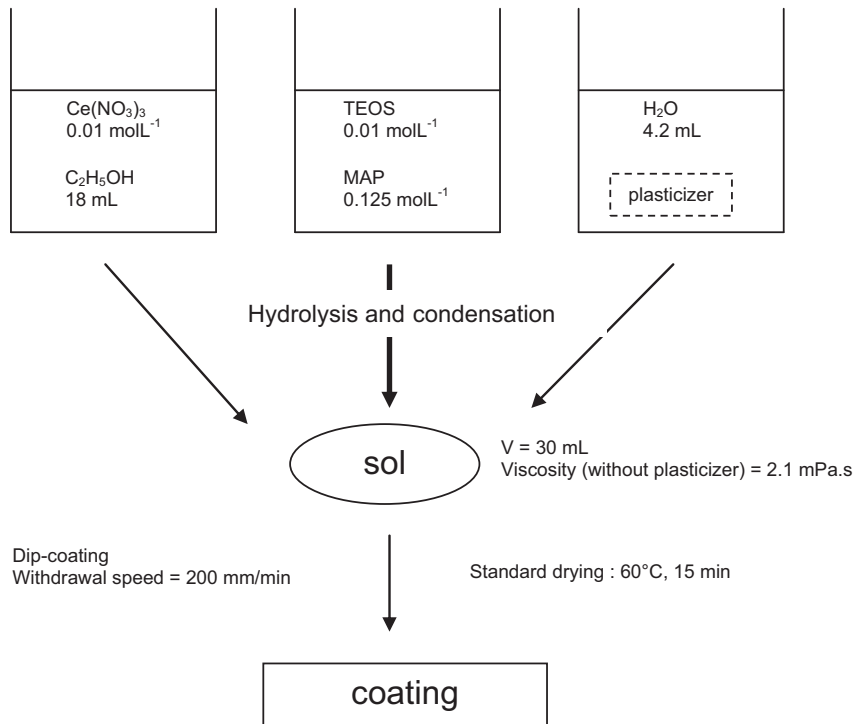 Ce(NO₃)₃
0.01 molL⁻¹
C₂H₅OH
18 mL
TEOS
0.01 molL⁻¹
MAP
0.125 molL⁻¹
H₂O
4.2 mL
plasticizer
Hydrolysis and condensation
sol
V = 30 mL
Viscosity (without plasticizer) = 2.1 mPa.s
Dip-coating
Withdrawal speed = 200 mm/min
Standard drying : 60°C, 15 min
coating